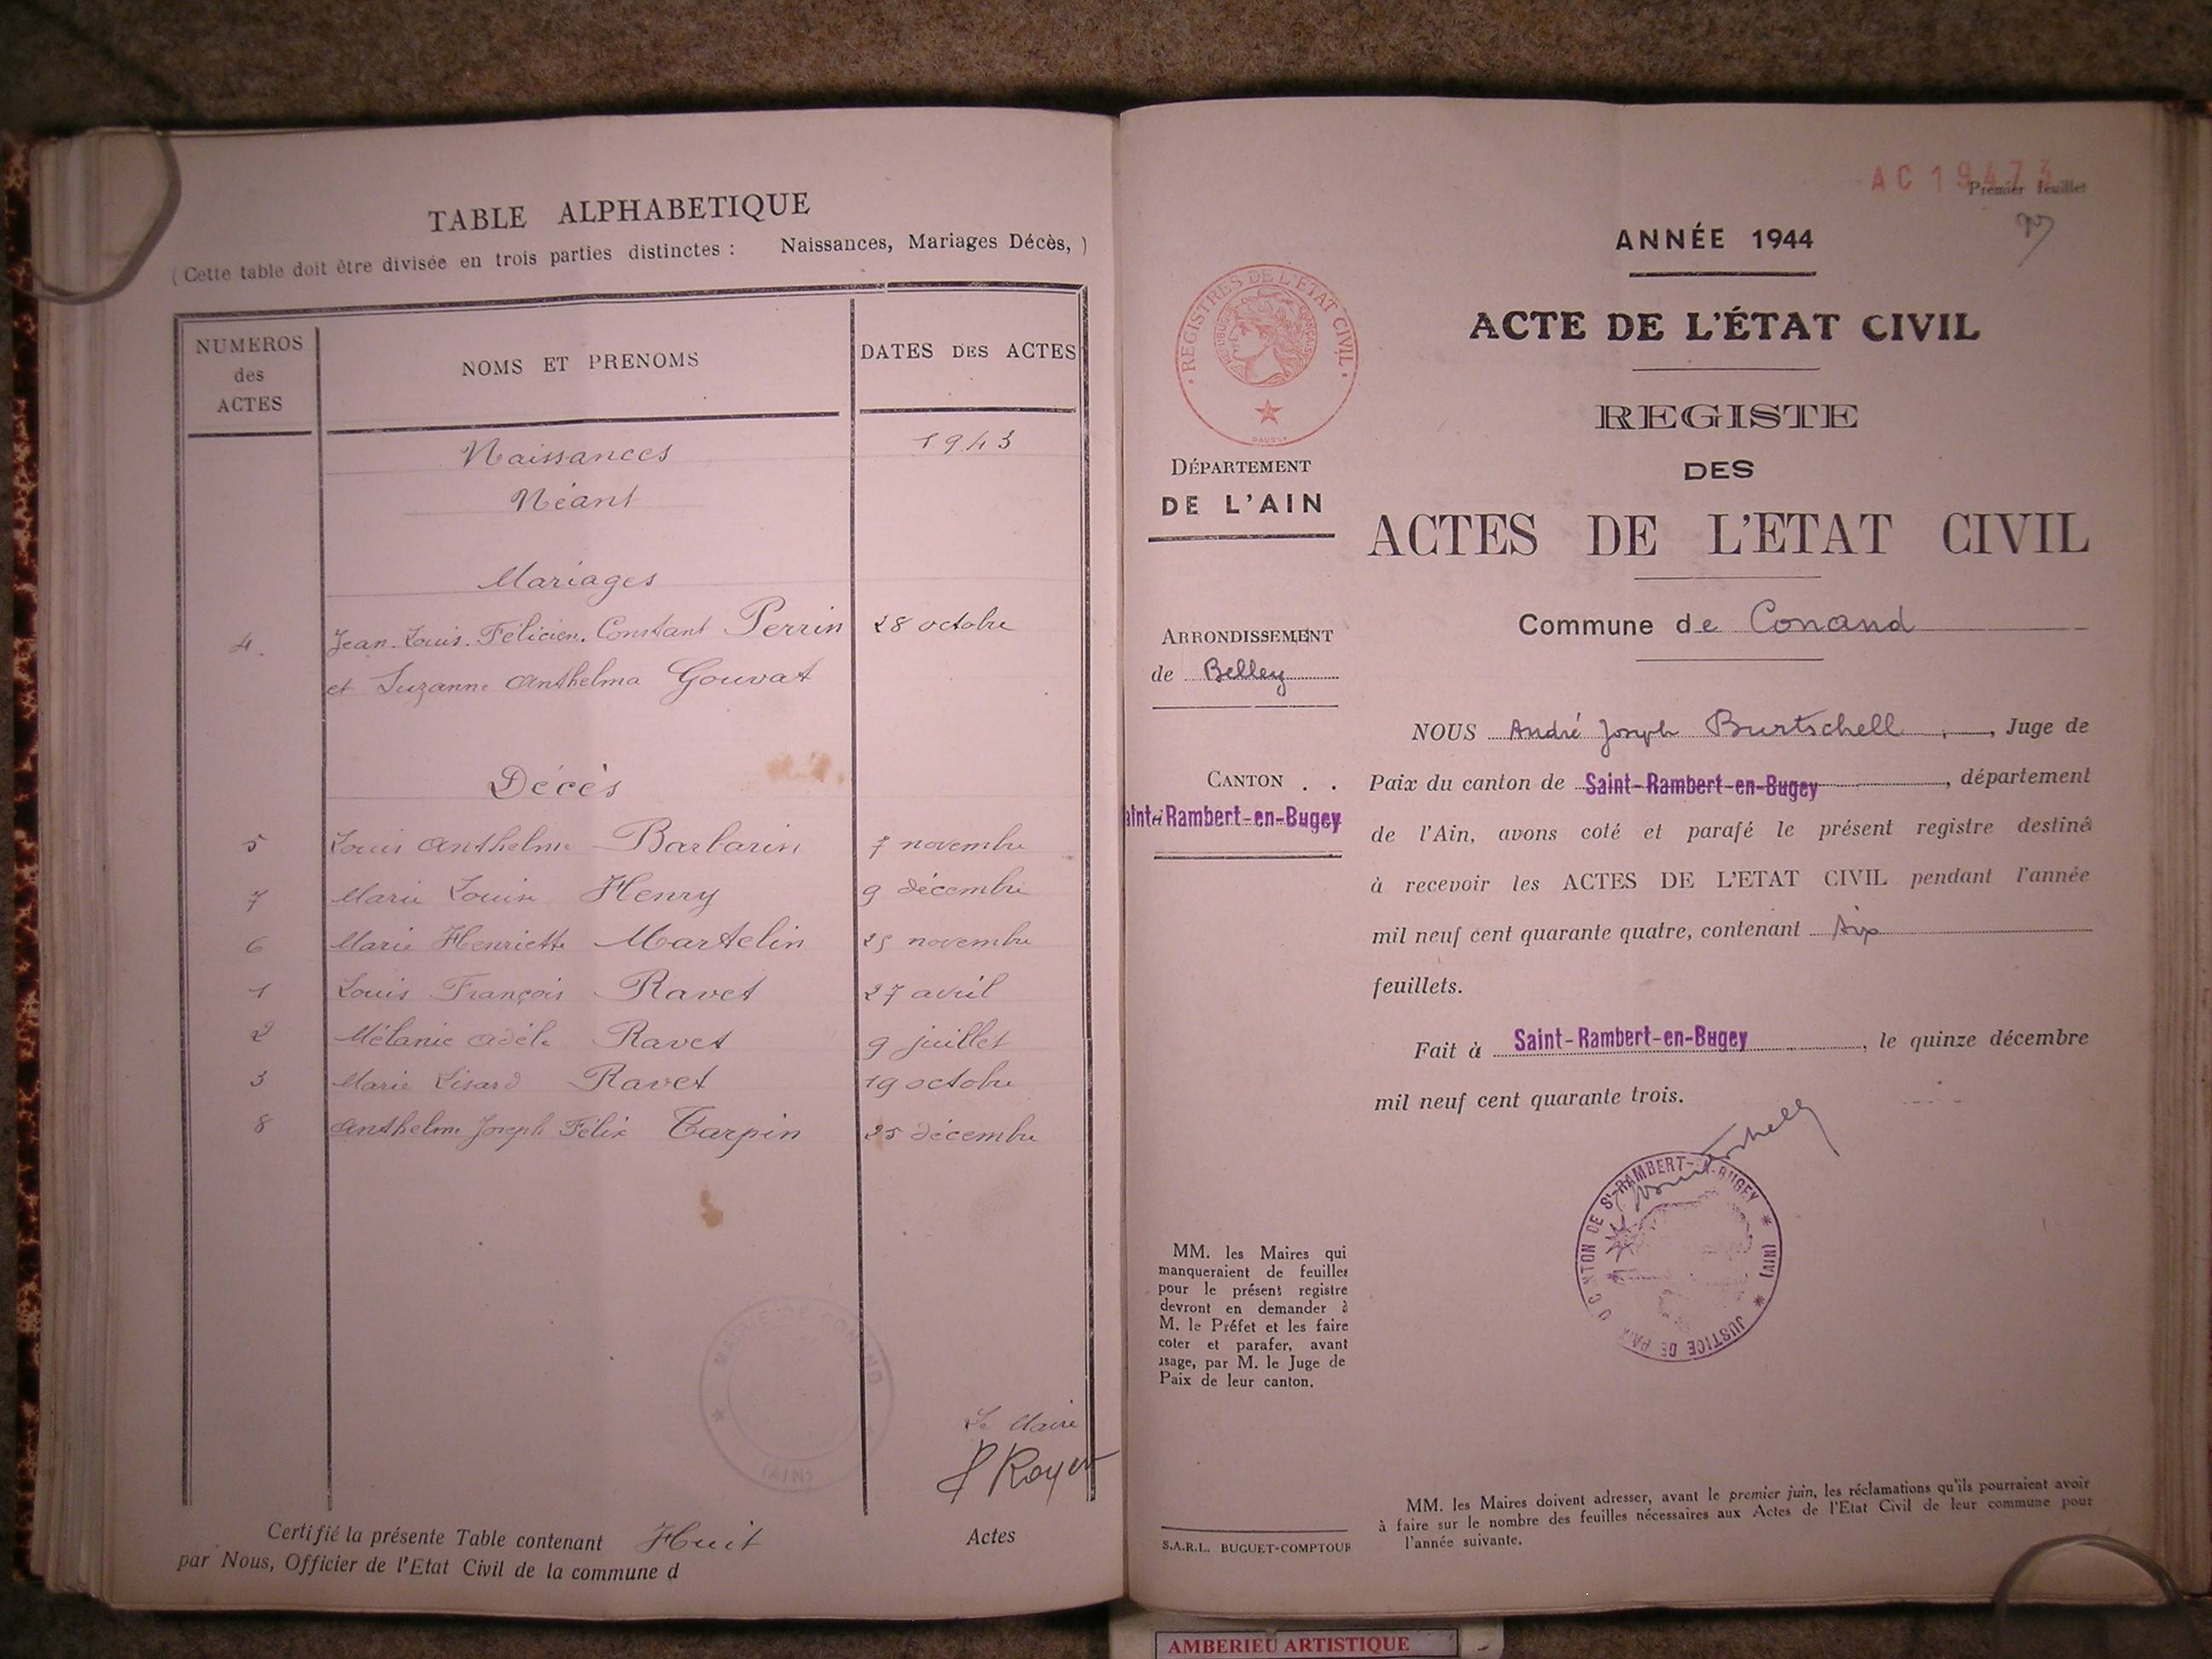 TABLE ALPHABETIQUE
(Cette table doit être divisée en trois parties distinctes : Naissances, Mariages Décès, )
NUMEROS des ACTES
NOMS ET PRENOMS
DATES DES ACTES
Naissances 1943
Néant
Mariages
4. Jean. Louis. Félicien. Constant Perrin 28 octobre
et Suzanne Anthelma Gouvat
Décès
5 Louis Anthelme Barbarin 7 novembre
7 Marie Louise Henry 9 décembre
6 Marie Henriette Martelin 25 novembre
1 Louis François Ravet 27 avril
2 Mélanie Adèle Ravet 9 juillet
3 Marie Lisard Ravet 19 octobre
8 Anthelme Joseph Félix Tarpin 25 décembre
MAIRIE DE CONAND
(AIN)
Le Maire
Royer
Certifié la présente Table contenant Huit Actes
par Nous, Officier de l'Etat Civil de la commune d
AC 19473
Premier feuillet
ANNÉE 1944
ACTE DE L'ÉTAT CIVIL
REGISTE
DES
ACTES DE L'ETAT CIVIL
Commune de Conand
NOUS André Joseph Burtschell, Juge de
Paix du canton de Saint-Rambert-en-Bugey, département
de l'Ain, avons coté et parafé le présent registre destiné
à recevoir les ACTES DE L'ETAT CIVIL pendant l'année
mil neuf cent quarante quatre, contenant six
feuillets.
Fait à Saint-Rambert-en-Bugey, le quinze décembre
mil neuf cent quarante trois.
JUSTICE DE PAIX DU CANTON DE St-RAMBERT-EN-BUGEY * (AIN) *
REGISTRES DE L'ETAT CIVIL
REPUBLIQUE FRANÇAISE
DÉPARTEMENT
DE L'AIN
ARRONDISSEMENT
de Belley
CANTON . .
aint-Rambert-en-Bugey
MM. les Maires qui
manqueraient de feuilles
pour le présent registre
devront en demander à
M. le Préfet et les faire
coter et parafer, avant
usage, par M. le Juge de
Paix de leur canton.
S.A.R.L. BUGUET-COMPTOUR
MM. les Maires doivent adresser, avant le premier juin, les réclamations qu'ils pourraient avoir
à faire sur le nombre des feuilles nécessaires aux Actes de l'Etat Civil de leur commune pour
l'année suivante.
AMBERIEU ARTISTIQUE